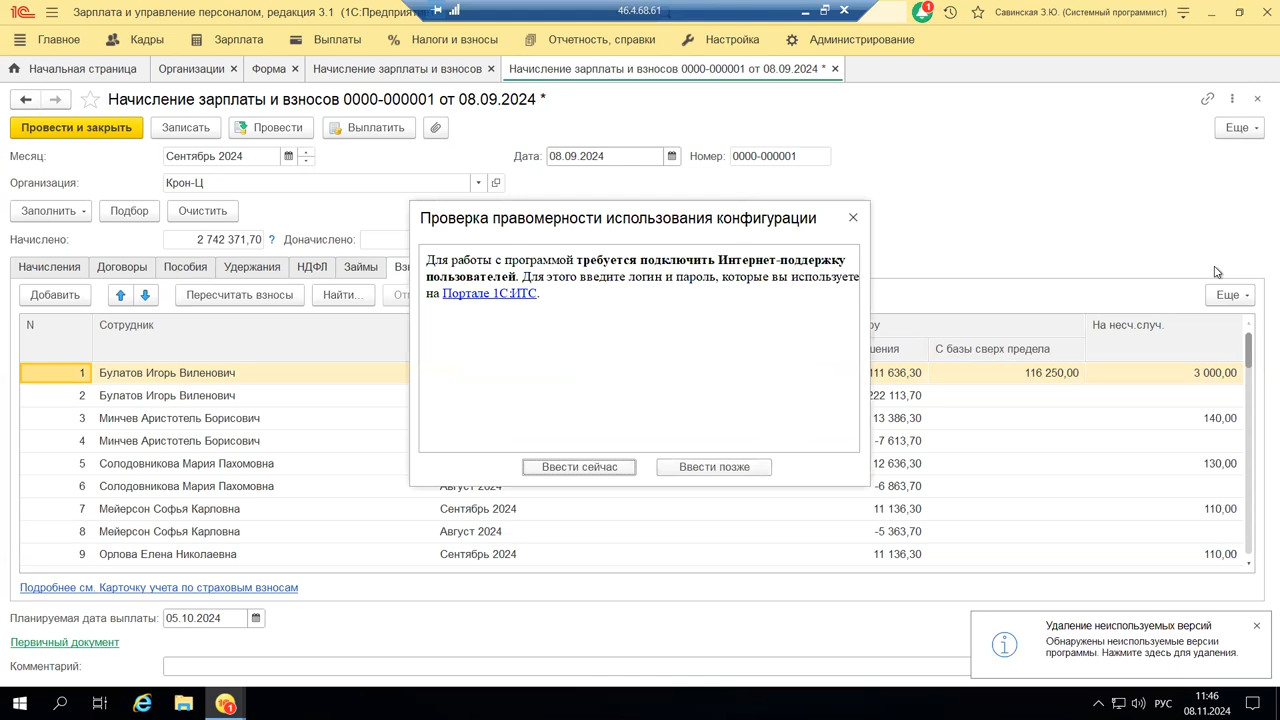 Зарплата и управление персоналом, редакция 3.1 (1С:Предприятие
46.4.68.61
1
Савинская З.Ю. (Системный программист)
Главное
Кадры
Зарплата
Выплаты
Налоги и взносы
Отчетность, справки
Настройка
Администрирование
Начальная страница
Организации ×
Форма ×
Начисление зарплаты и взносов ×
Начисление зарплаты и взносов 0000-000001 от 08.09.2024 * ×
Начисление зарплаты и взносов 0000-000001 от 08.09.2024 *
Провести и закрыть
Записать
Провести
Выплатить
Еще
Месяц:
Сентябрь 2024
Дата:
08.09.2024
Номер:
0000-000001
Организация:
Крон-Ц
Заполнить
Подбор
Очистить
Начислено:
2 742 371,70
?
Доначислено:
Начисления
Договоры
Пособия
Удержания
НДФЛ
Займы
Добавить
Пересчитать взносы
Найти...
Еще
Проверка правомерности использования конфигурации
Для работы с программой требуется подключить Интернет-поддержку
пользователей. Для этого введите логин и пароль, которые вы используете
на Портале 1С:ИТС.
Ввести сейчас
Ввести позже
N
Сотрудник
На несч.случ.
С базы сверх предела
1 Булатов Игорь Виленович 111 636,30 116 250,00 3 000,00
2 Булатов Игорь Виленович 222 113,70
3 Минчев Аристотель Борисович 13 386,30 140,00
4 Минчев Аристотель Борисович -7 613,70
5 Солодовникова Мария Пахомовна 12 636,30 130,00
6 Солодовникова Мария Пахомовна Август 2024 -6 863,70
7 Мейерсон Софья Карловна Сентябрь 2024 11 136,30 110,00
8 Мейерсон Софья Карловна Август 2024 -5 363,70
9 Орлова Елена Николаевна Сентябрь 2024 11 136,30 110,00
Подробнее см. Карточку учета по страховым взносам
Планируемая дата выплаты:
05.10.2024
Первичный документ
Комментарий:
Удаление неиспользуемых версий
Обнаружены неиспользуемые версии
программы. Нажмите здесь для удаления.
1
РУС
11:46
08.11.2024